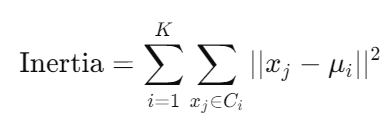 Inertia = \sum_{i=1}^{K} \sum_{x_j \in C_i} ||x_j - \mu_i||^2